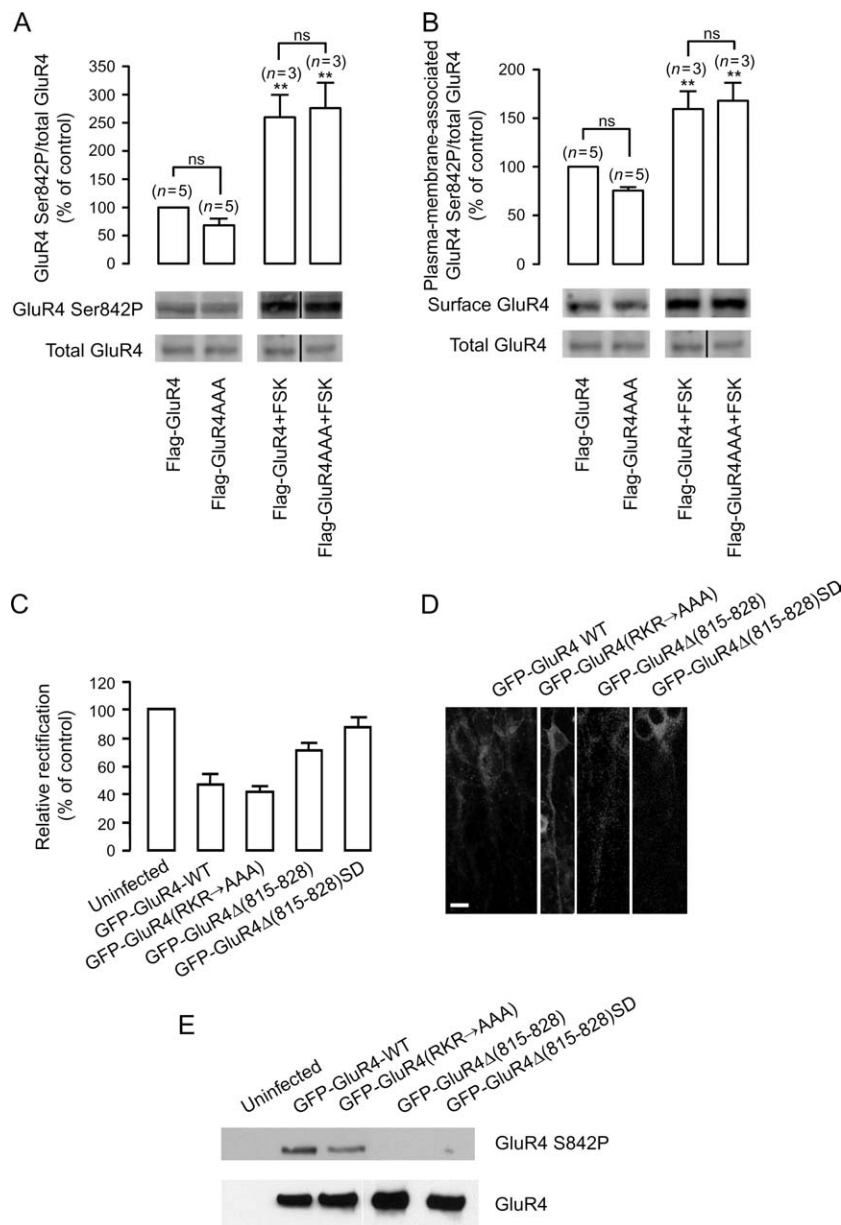 A
GluR4 Ser842P/total GluR4
(% of control)
350
300
250
200
150
100
50
0
ns
(n=5)
(n=5)
ns
(n=3)
**
(n=3)
**
GluR4 Ser842P
Total GluR4
Flag-GluR4
Flag-GluR4AAA
Flag-GluR4+FSK
Flag-GluR4AAA+FSK
B
Plasma-membrane-associated
GluR4 Ser842P/total GluR4
(% of control)
200
150
100
50
0
ns
(n=5)
(n=5)
ns
(n=3)
**
(n=3)
**
Surface GluR4
Total GluR4
Flag-GluR4
Flag-GluR4AAA
Flag-GluR4+FSK
Flag-GluR4AAA+FSK
C
Relative rectification
(% of control)
120
100
80
60
40
20
0
Uninfected
GFP-GluR4-WT
GFP-GluR4(RKR→AAA)
GFP-GluR4Δ(815-828)
GFP-GluR4Δ(815-828)SD
D
GFP-GluR4 WT
GFP-GluR4(RKR→AAA)
GFP-GluR4Δ(815-828)
GFP-GluR4Δ(815-828)SD
E
Uninfected
GFP-GluR4-WT
GFP-GluR4(RKR→AAA)
GFP-GluR4Δ(815-828)
GFP-GluR4Δ(815-828)SD
GluR4 S842P
GluR4